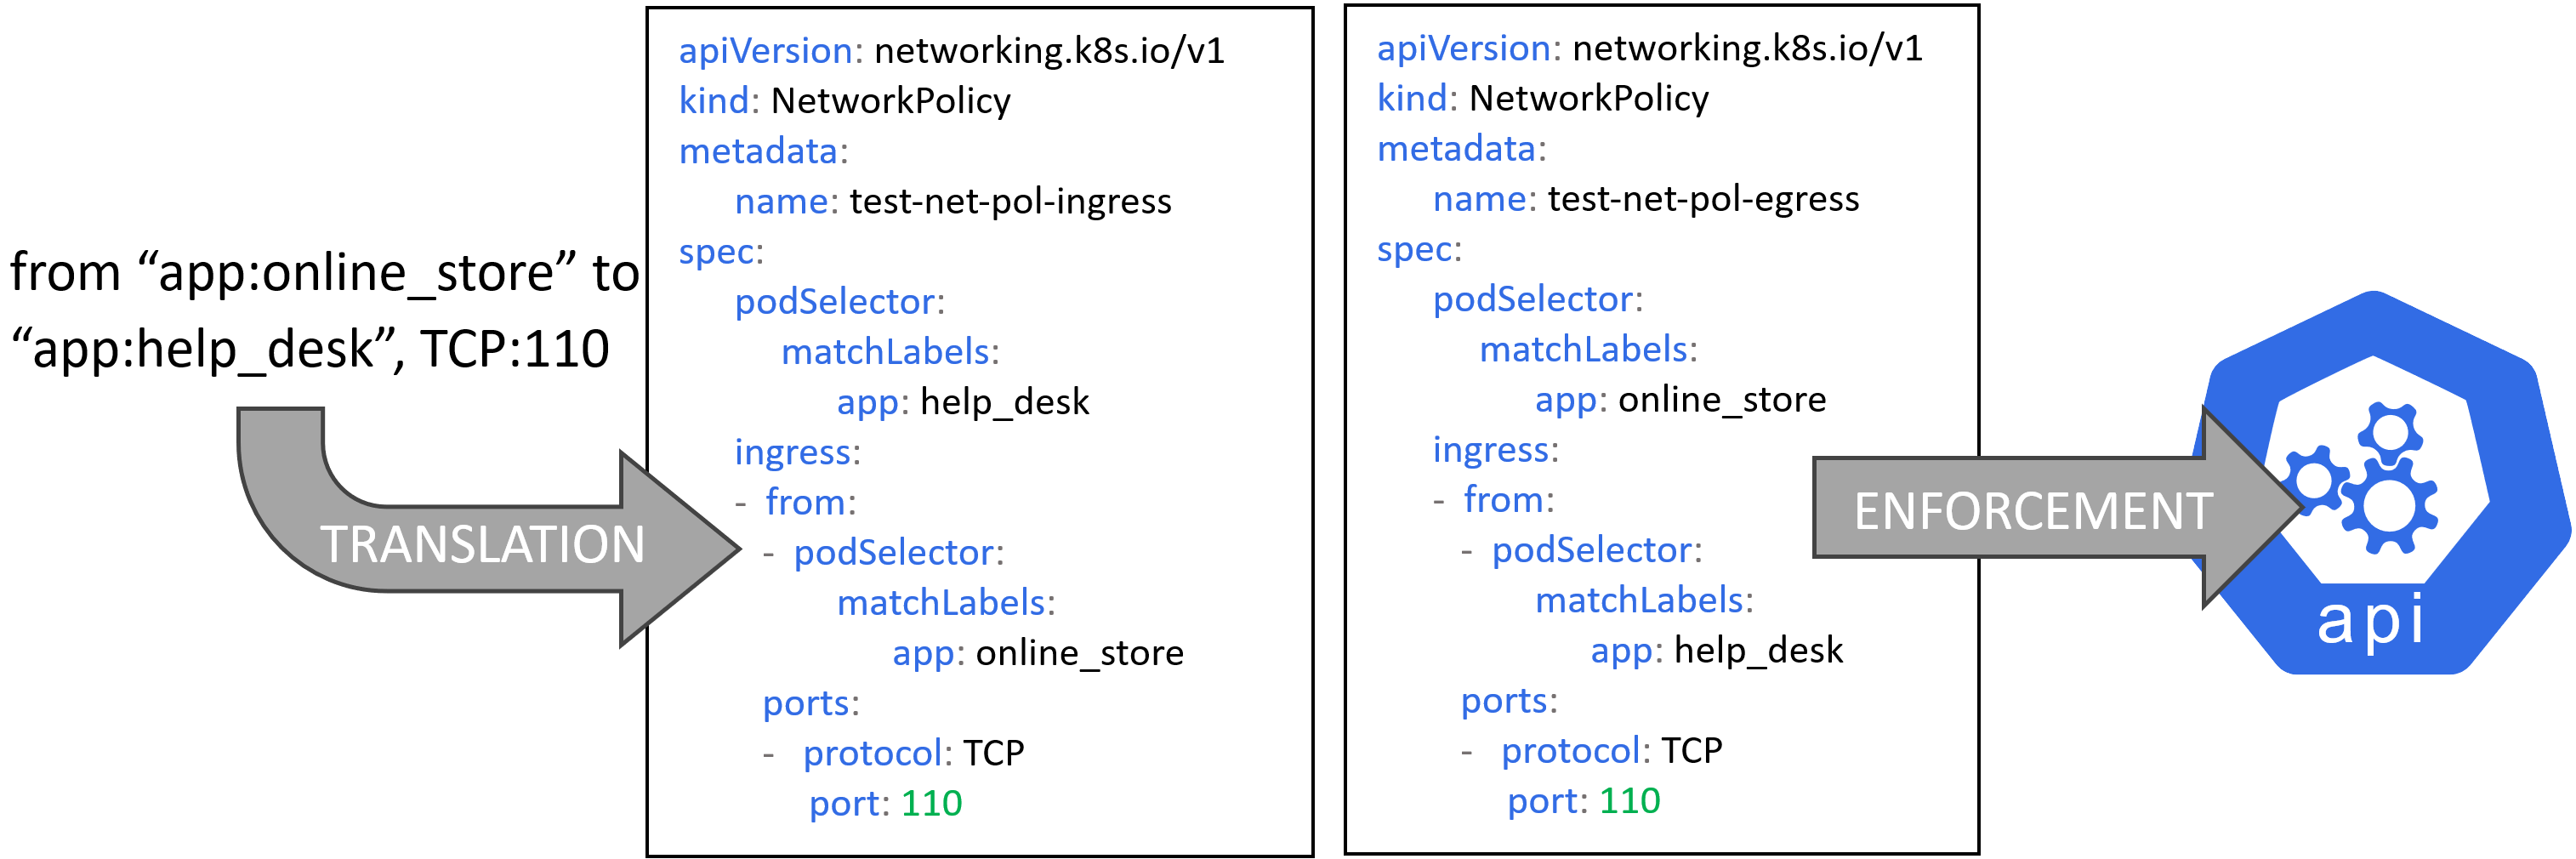 from “app:online_store” to
“app:help_desk”, TCP:110
TRANSLATION
apiVersion: networking.k8s.io/v1
kind: NetworkPolicy
metadata:
name: test-net-pol-ingress
spec:
podSelector:
matchLabels:
app: help_desk
ingress:
- from:
- podSelector:
matchLabels:
app: online_store
ports:
- protocol: TCP
port: 110
apiVersion: networking.k8s.io/v1
kind: NetworkPolicy
metadata:
name: test-net-pol-egress
spec:
podSelector:
matchLabels:
app: online_store
ingress:
- from:
- podSelector:
matchLabels:
app: help_desk
ports:
- protocol: TCP
port: 110
ENFORCEMENT
api